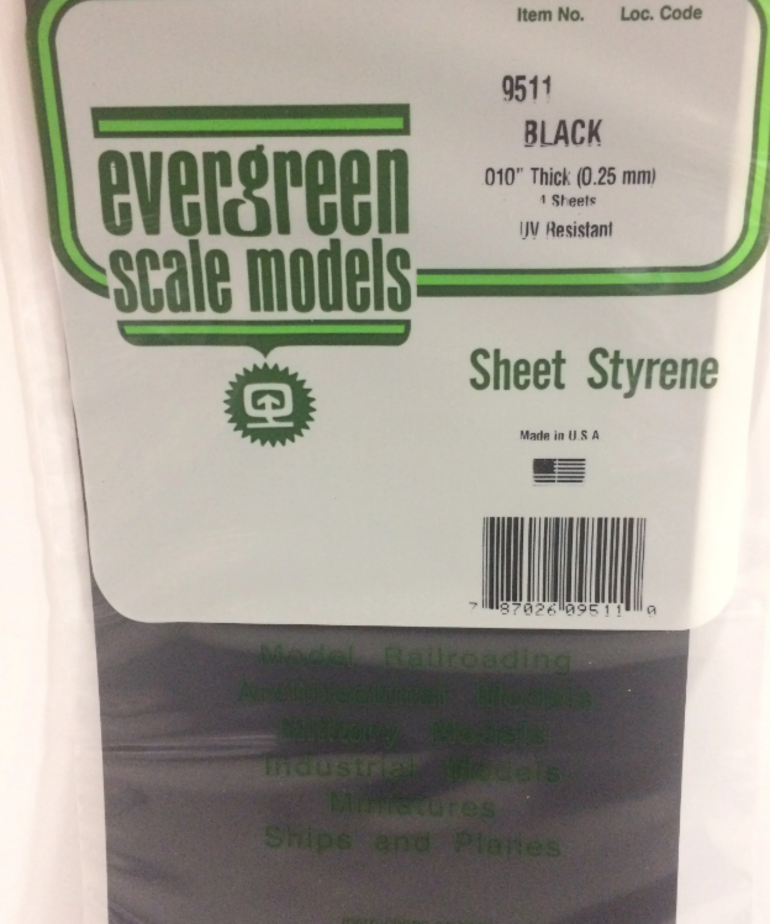 Item No. Loc. Code
9511
BLACK
010" Thick (0.25 mm)
Sheets
UV Resistant
evergreen
scale models
Sheet Styrene
Made in U.S A
7 87026 09511 0
Model Railroading
Architectural Models
Military Models
Industrial Models
Miniatures
Ships and Planes